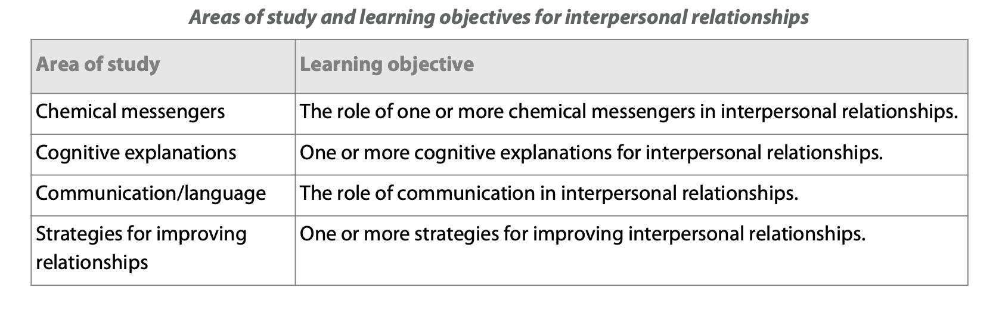 Areas of study and learning objectives for interpersonal relationships
Area of study
Learning objective
Chemical messengers
The role of one or more chemical messengers in interpersonal relationships.
Cognitive explanations
One or more cognitive explanations for interpersonal relationships.
Communication/language
The role of communication in interpersonal relationships.
Strategies for improving
relationships
One or more strategies for improving interpersonal relationships.